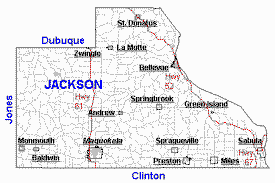 St. Donatus
Dubuque
La Motte
Zwingle
Bellevue
Hwy
52
JACKSON
Hwy
61
Springbrook
Green Island
Andrew
Jones
Monmouth
Maquoketa
Spragueville
Sabula
Baldwin
Preston
Miles
Hwy
67
Clinton